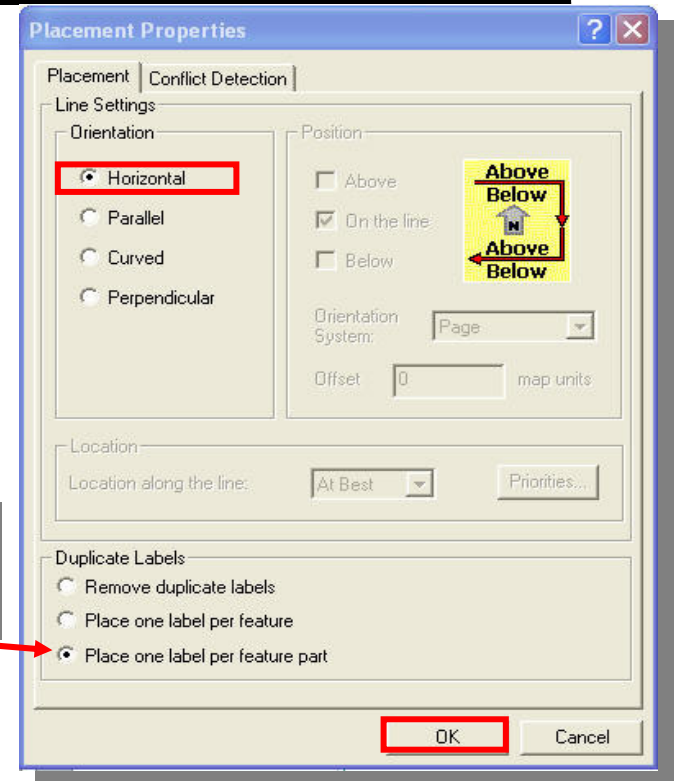 Placement Properties
Placement
Conflict Detection
Line Settings
Orientation
Horizontal
Parallel
Curved
Perpendicular
Position
Above
On the line
Below
Above
Below
N
Above
Below
Orientation
System:
Page
Offset 0 map units
Location
Location along the line: At Best Priorities...
Duplicate Labels
Remove duplicate labels
Place one label per feature
Place one label per feature part
OK Cancel